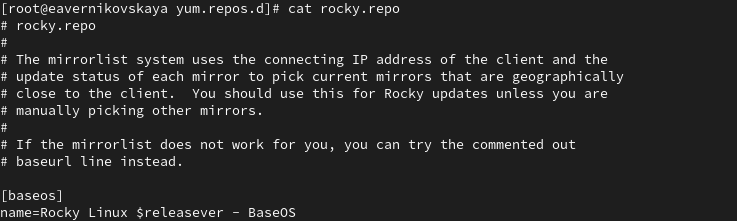 [root@eavernikovskaya yum.repos.d]# cat rocky.repo
# rocky.repo
#
# The mirrorlist system uses the connecting IP address of the client and the
# update status of each mirror to pick current mirrors that are geographically
# close to the client.  You should use this for Rocky updates unless you are
# manually picking other mirrors.
#
# If the mirrorlist does not work for you, you can try the commented out
# baseurl line instead.

[baseos]
name=Rocky Linux $releasever - BaseOS